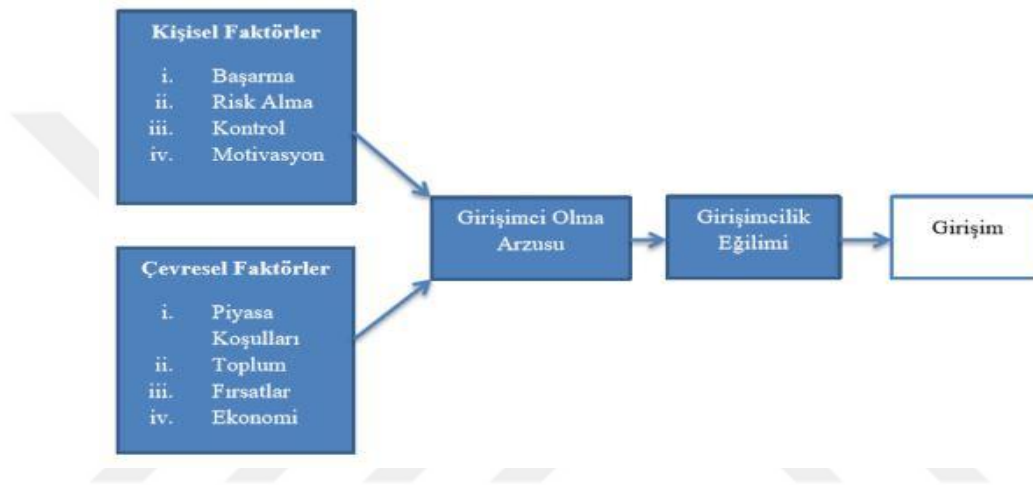 Kişisel Faktörler
i. Başarma
ii. Risk Alma
iii. Kontrol
iv. Motivasyon
Çevresel Faktörler
i. Piyasa
Koşulları
ii. Toplum
iii. Fırsatlar
iv. Ekonomi
Girişimci Olma
Arzusu
Girişimcilik
Eğilimi
Girişim